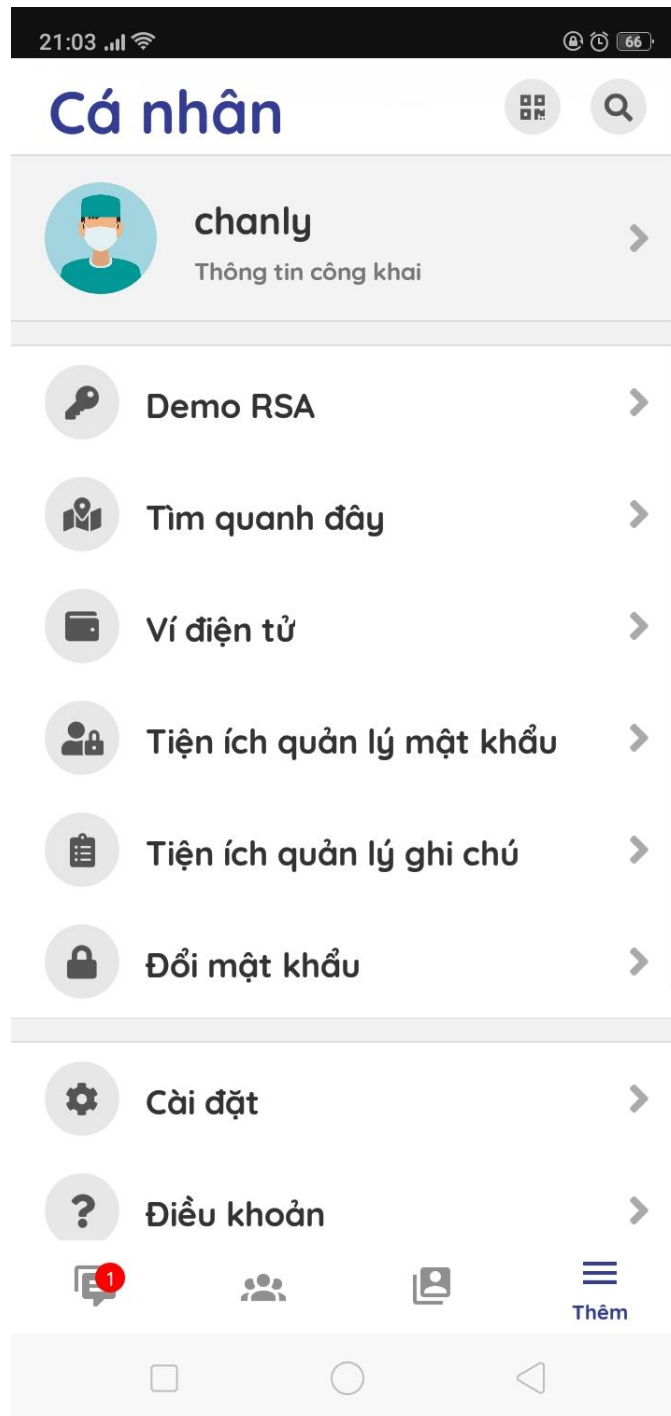 21:03
66
Cá nhân
chanly
Thông tin công khai
Demo RSA
Tìm quanh đây
Ví điện tử
Tiện ích quản lý mật khẩu
Tiện ích quản lý ghi chú
Đổi mật khẩu
Cài đặt
Điều khoản
1
Thêm